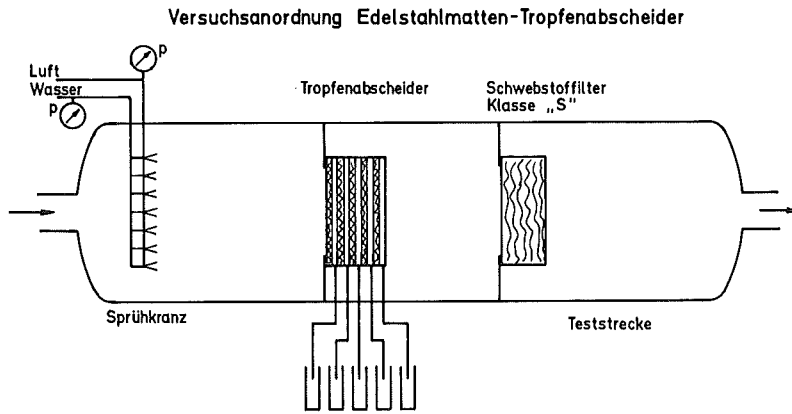 Versuchsanordnung Edelstahlmatten-Tropfenabscheider
p
Luft
Wasser
p
Tropfenabscheider
Schwebstoffilter
Klasse „S"
Sprühkranz
Teststrecke